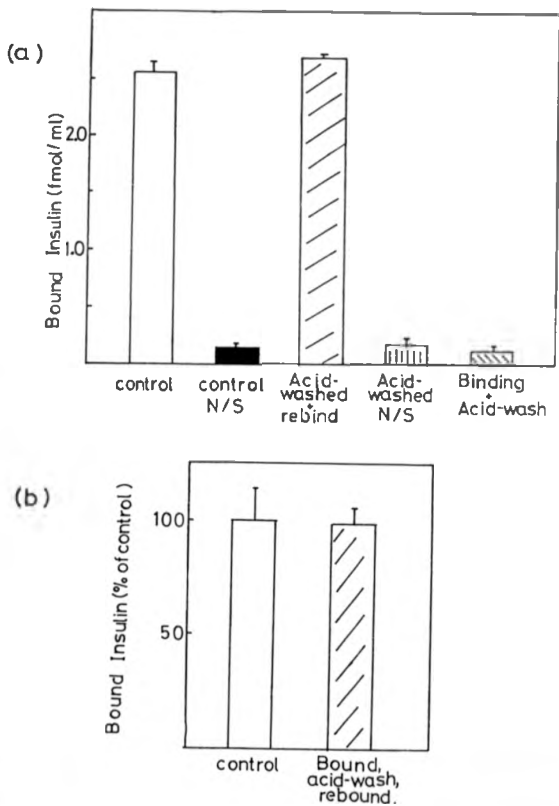 (a)
Bound Insulin (fmol/ml)
2.0
1.0
control
control
N/S
Acid-
washed
+
rebind
Acid-
washed
N/S
Binding
+
Acid-wash
(b)
Bound Insulin (% of control)
100
50
control
Bound,
acid-wash,
rebound.